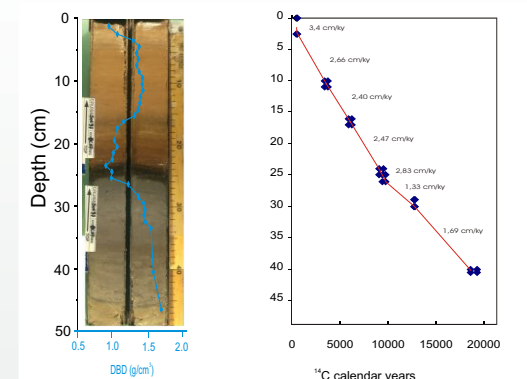 Depth (cm)
0
10
20
30
40
50
0.5 1.0 1.5 2.0
DBD (g/cm³)
0
5
10
15
20
25
30
35
40
45
3,4 cm/ky
2,66 cm/ky
2,40 cm/ky
2,47 cm/ky
2,83 cm/ky
1,33 cm/ky
1,69 cm/ky
0 5000 10000 15000 20000
¹⁴C calendar years